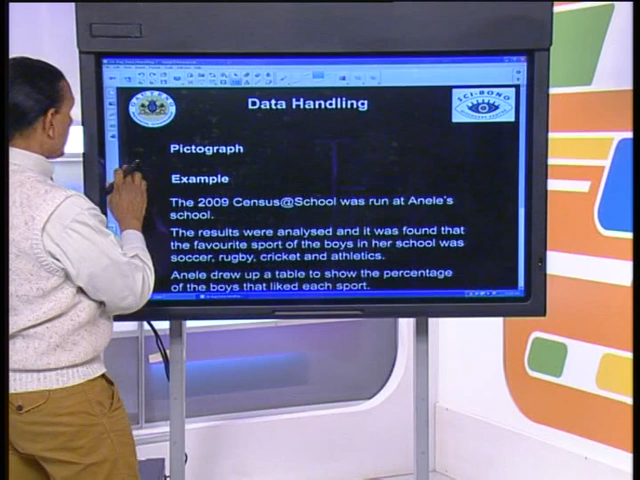 Data Handling
SCI-BONO
Pictograph
Example
The 2009 Census@School was run at Anele's
school.
The results were analysed and it was found that
the favourite sport of the boys in her school was
soccer, rugby, cricket and athletics.
Anele drew up a table to show the percentage
of the boys that liked each sport.